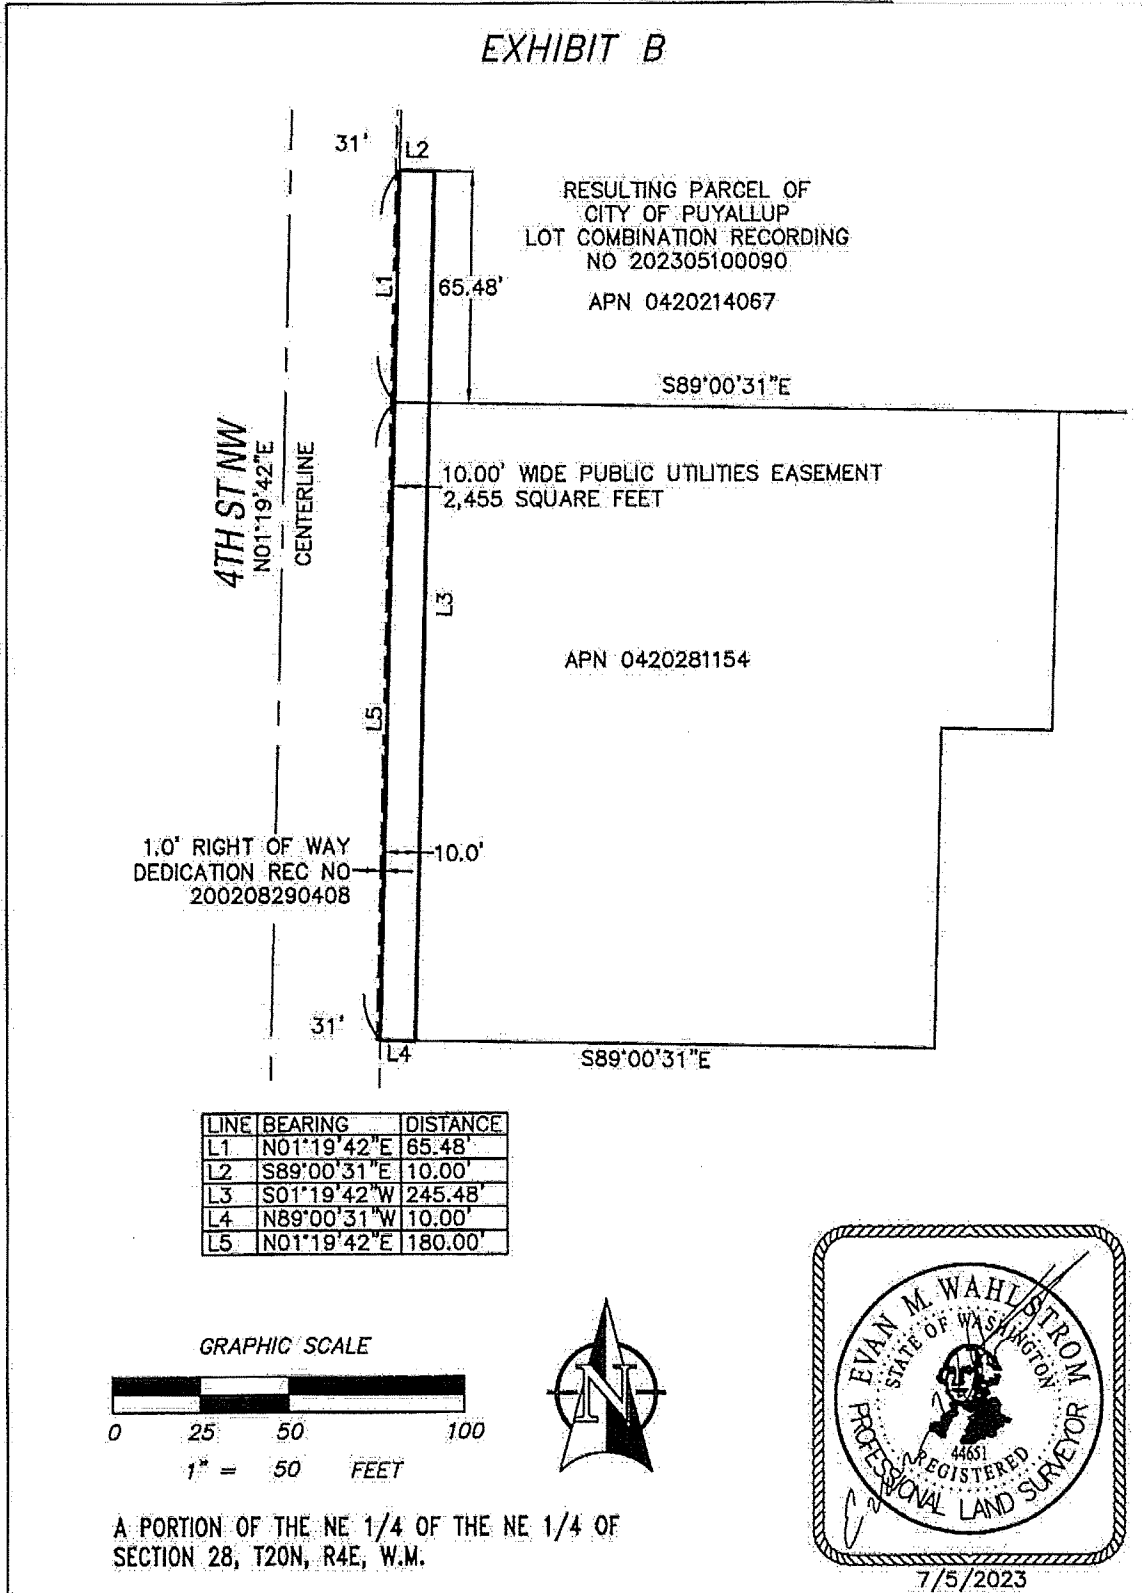 EXHIBIT B
31'
L2
RESULTING PARCEL OF
CITY OF PUYALLUP
LOT COMBINATION RECORDING
NO 202305100090
APN 0420214067
L1
65.48'
S89°00'31"E
4TH ST NW
N01°19'42"E
CENTERLINE
10.00' WIDE PUBLIC UTILITIES EASEMENT
2,455 SQUARE FEET
L3
APN 0420281154
L5
1.0' RIGHT OF WAY
DEDICATION REC NO
200208290408
10.0'
31'
L4
S89°00'31"E
LINE BEARING DISTANCE
L1 N01°19'42"E 65.48'
L2 S89°00'31"E 10.00'
L3 S01°19'42"W 245.48'
L4 N89°00'31"W 10.00'
L5 N01°19'42"E 180.00'
GRAPHIC SCALE
0 25 50 100
1" = 50 FEET
N
A PORTION OF THE NE 1/4 OF THE NE 1/4 OF
SECTION 28, T20N, R4E, W.M.
EVAN M. WAHLSTROM
STATE OF WASHINGTON
44651
REGISTERED
PROFESSIONAL LAND SURVEYOR
7/5/2023